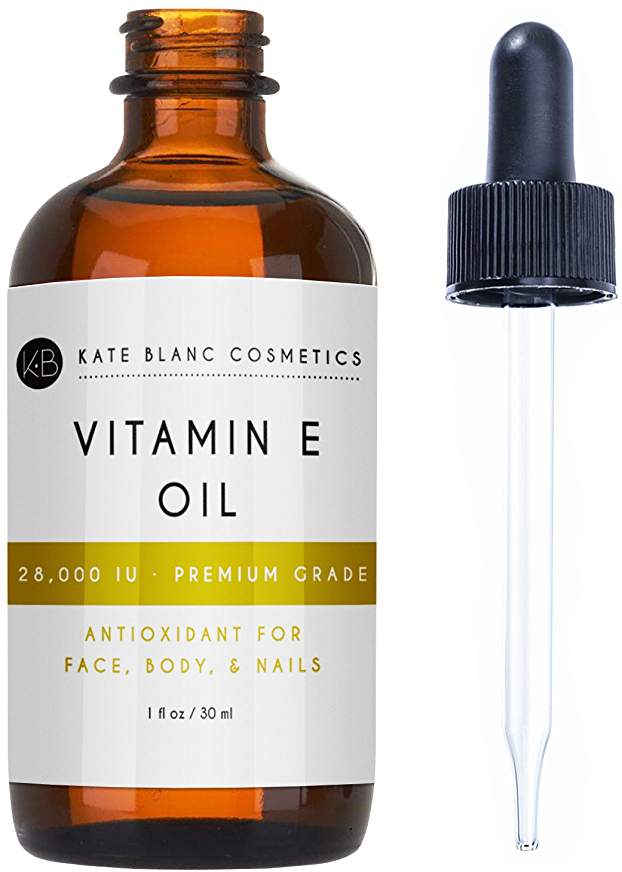 K·B
KATE BLANC COSMETICS
VITAMIN E
OIL
28,000 IU · PREMIUM GRADE
ANTIOXIDANT FOR
FACE, BODY, & NAILS
1 fl oz / 30 ml